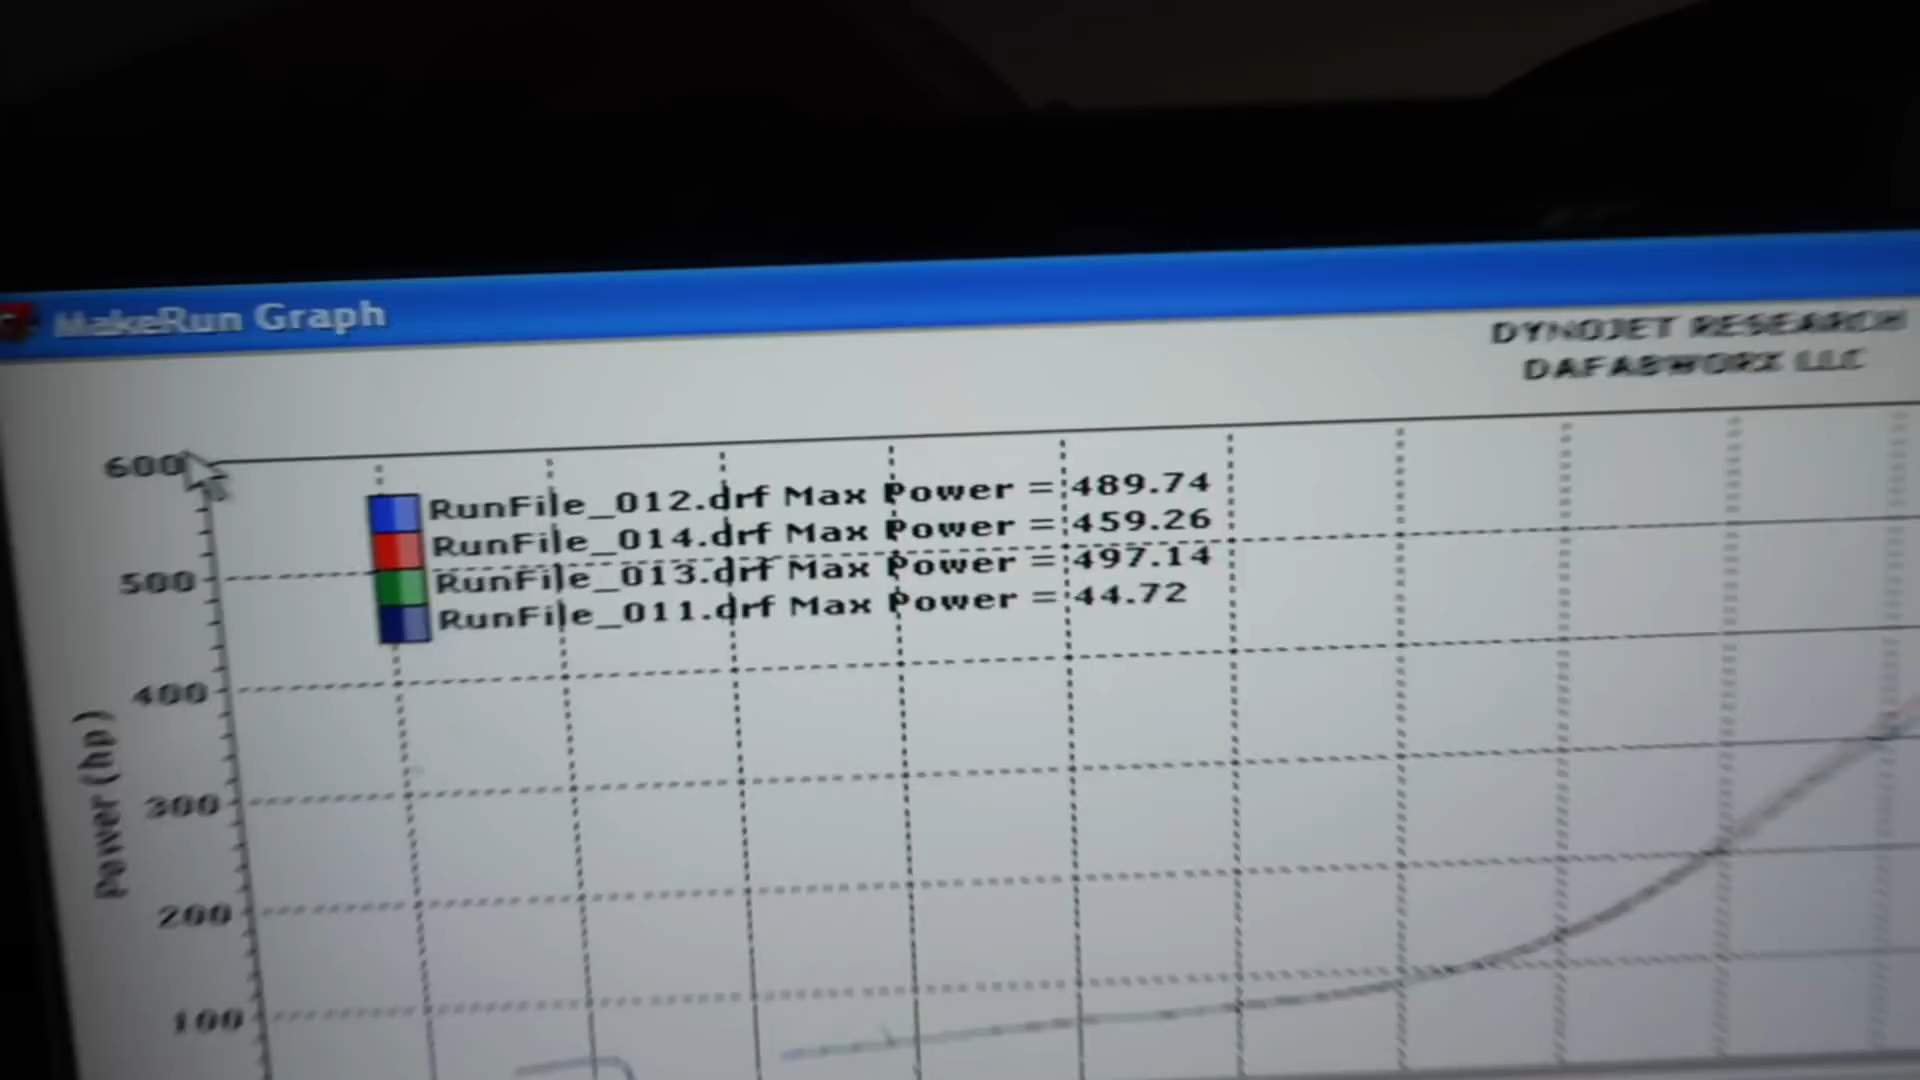 MakeRun Graph
DYNOJET RESEARCH
DAFABWORX LLC
600
RunFile_012.drf Max Power = 489.74
RunFile_014.drf Max Power = 459.26
RunFile_013.drf Max Power = 497.14
RunFile_011.drf Max Power = 44.72
500
400
300
200
100
Power (hp)